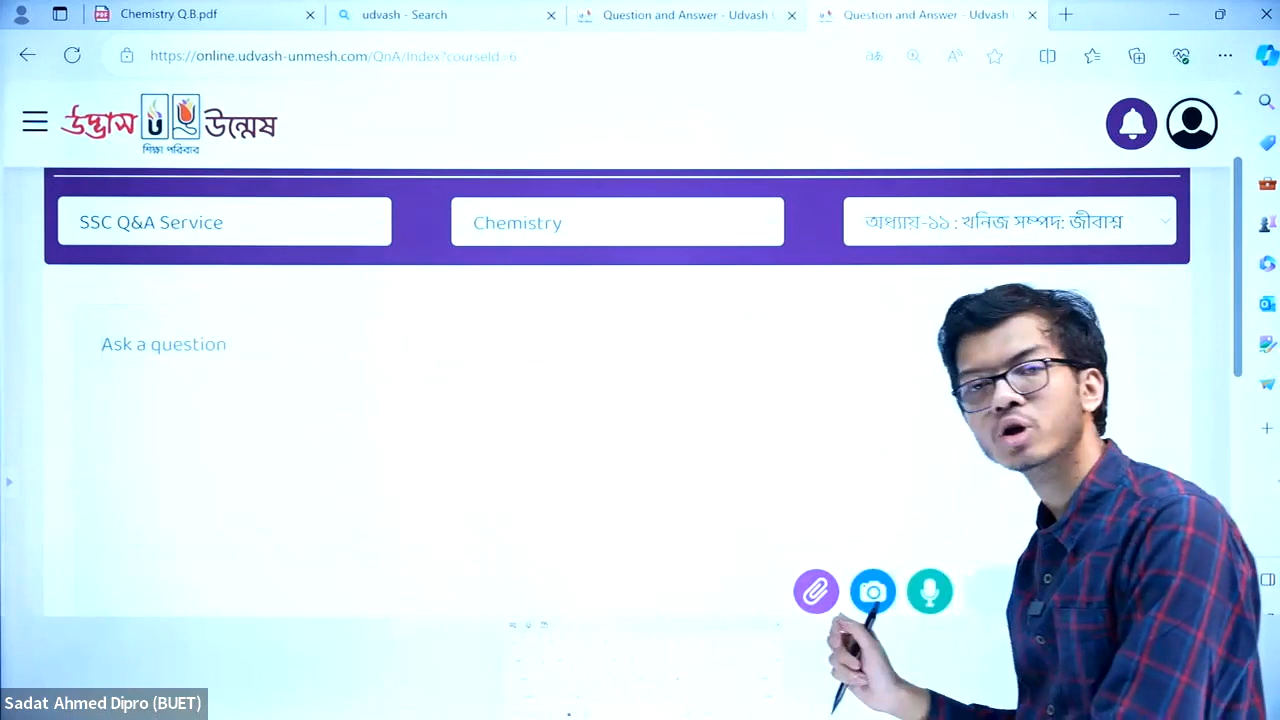 Chemistry Q.B.pdf
udvash - Search
Question and Answer - Udvash
Question and Answer - Udvash
https://online.udvash-unmesh.com/QnA/Index?courseId=6
উদ্ভাস
উন্মেষ
শিক্ষা পরিবার
SSC Q&A Service
Chemistry
অধ্যায়-১১ : খনিজ সম্পদ: জীবাশ্ম
Ask a question
Sadat Ahmed Dipro (BUET)